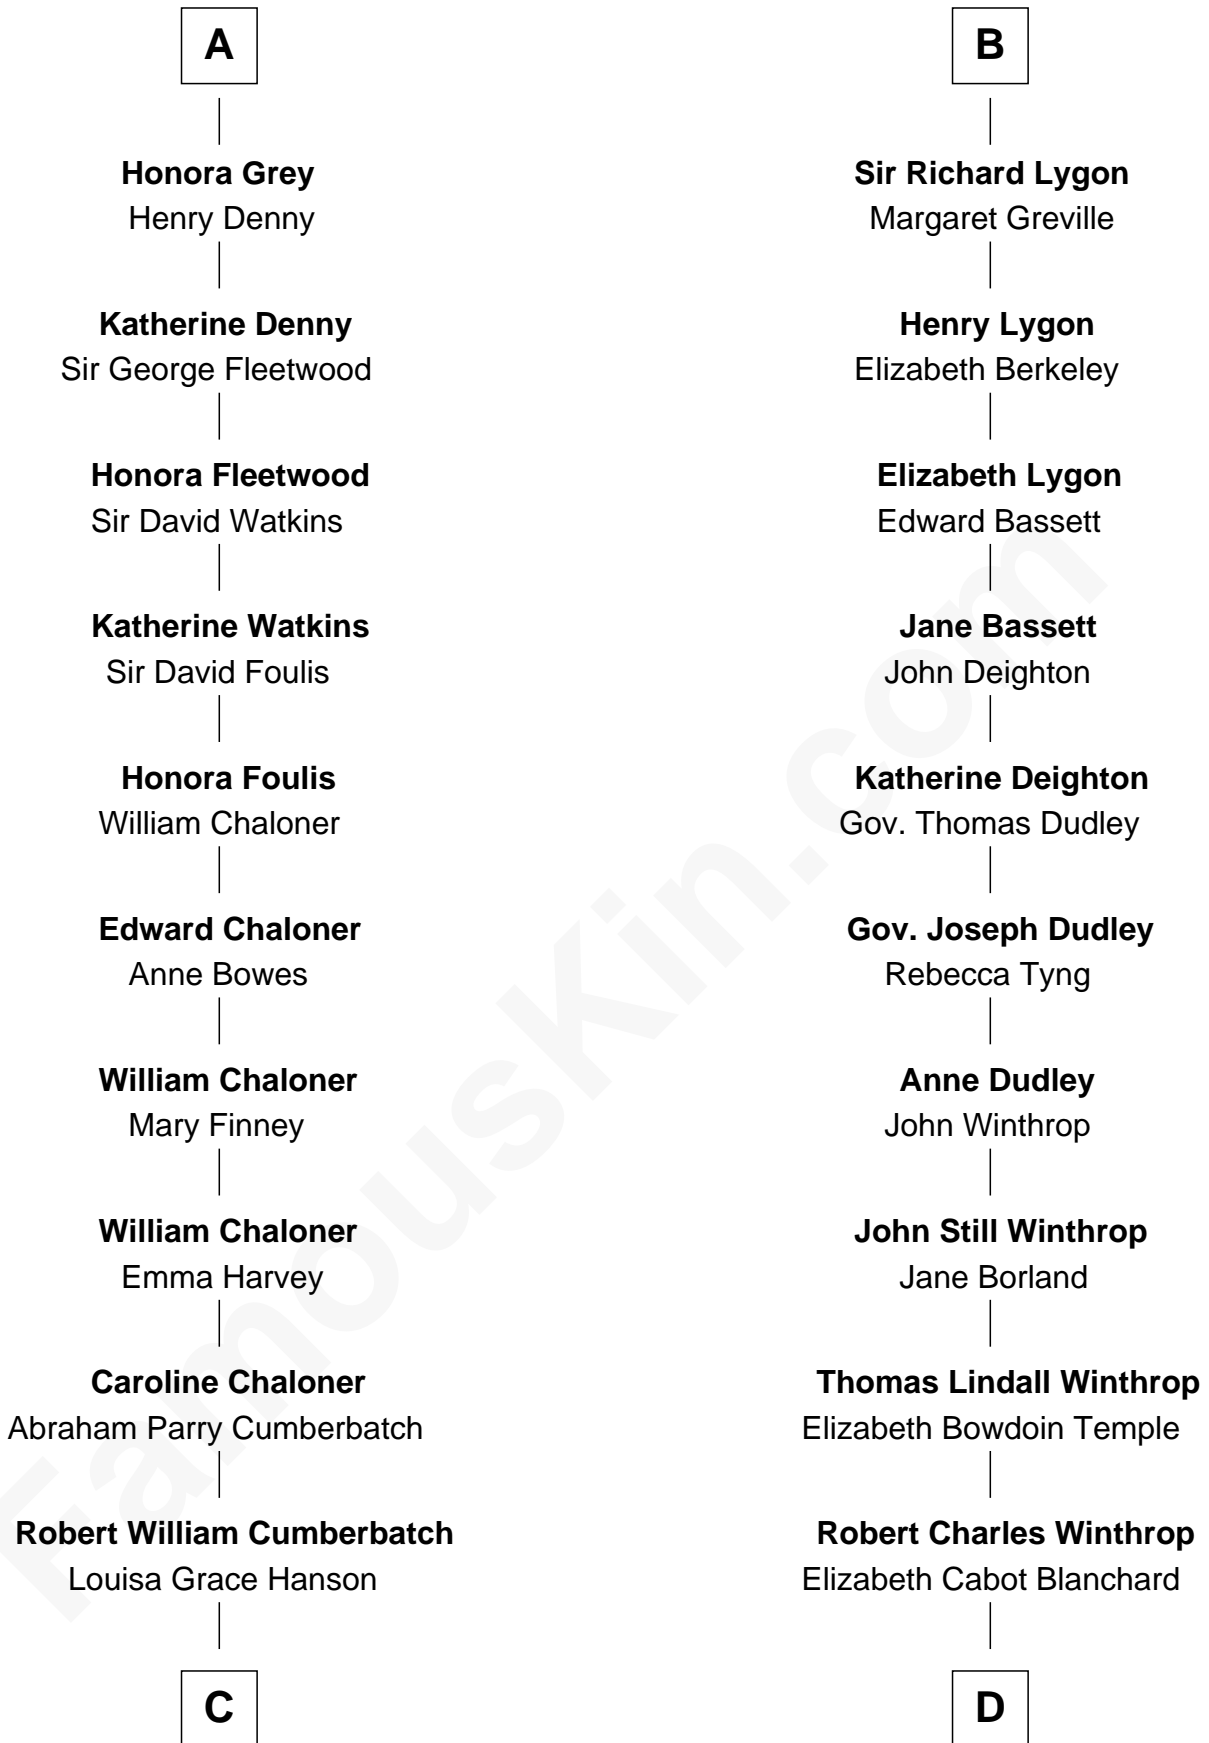 A
Honora Grey
Henry Denny
Katherine Denny
Sir George Fleetwood
Honora Fleetwood
Sir David Watkins
Katherine Watkins
Sir David Foulis
Honora Foulis
William Chaloner
Edward Chaloner
Anne Bowes
William Chaloner
Mary Finney
William Chaloner
Emma Harvey
Caroline Chaloner
Abraham Parry Cumberbatch
Robert William Cumberbatch
Louisa Grace Hanson
C
B
Sir Richard Lygon
Margaret Greville
Henry Lygon
Elizabeth Berkeley
Elizabeth Lygon
Edward Bassett
Jane Bassett
John Deighton
Katherine Deighton
Gov. Thomas Dudley
Gov. Joseph Dudley
Rebecca Tyng
Anne Dudley
John Winthrop
John Still Winthrop
Jane Borland
Thomas Lindall Winthrop
Elizabeth Bowdoin Temple
Robert Charles Winthrop
Elizabeth Cabot Blanchard
D
FamousKin.com